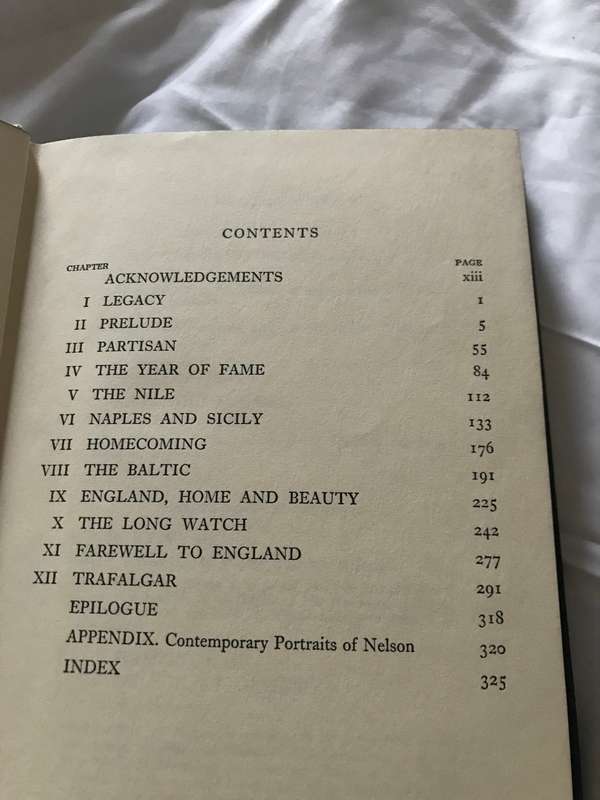 CONTENTS
CHAPTER PAGE
ACKNOWLEDGEMENTS xiii
I LEGACY 1
II PRELUDE 5
III PARTISAN 55
IV THE YEAR OF FAME 84
V THE NILE 112
VI NAPLES AND SICILY 133
VII HOMECOMING 176
VIII THE BALTIC 191
IX ENGLAND, HOME AND BEAUTY 225
X THE LONG WATCH 242
XI FAREWELL TO ENGLAND 277
XII TRAFALGAR 291
EPILOGUE 318
APPENDIX. Contemporary Portraits of Nelson 320
INDEX 325